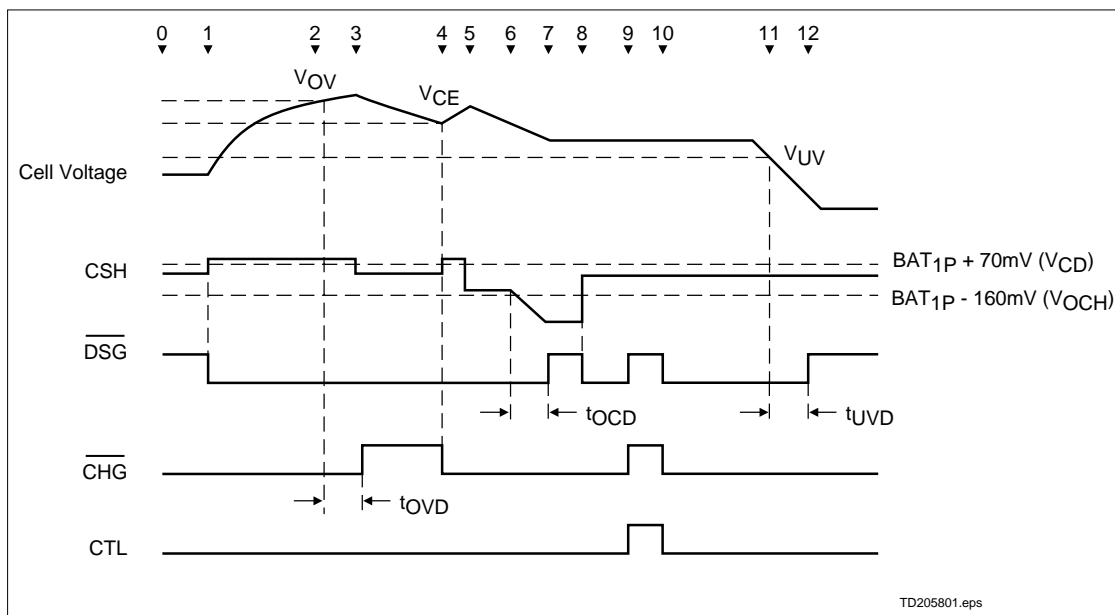 0 1 2 3 4 5 6 7 8 9 10 11 12
VOV
VCE
VUV
Cell Voltage
CSH
BAT1P + 70mV (VCD)
BAT1P - 160mV (VOCH)
DSG
tOCD
tUVD
CHG
tOVD
CTL
TD205801.eps